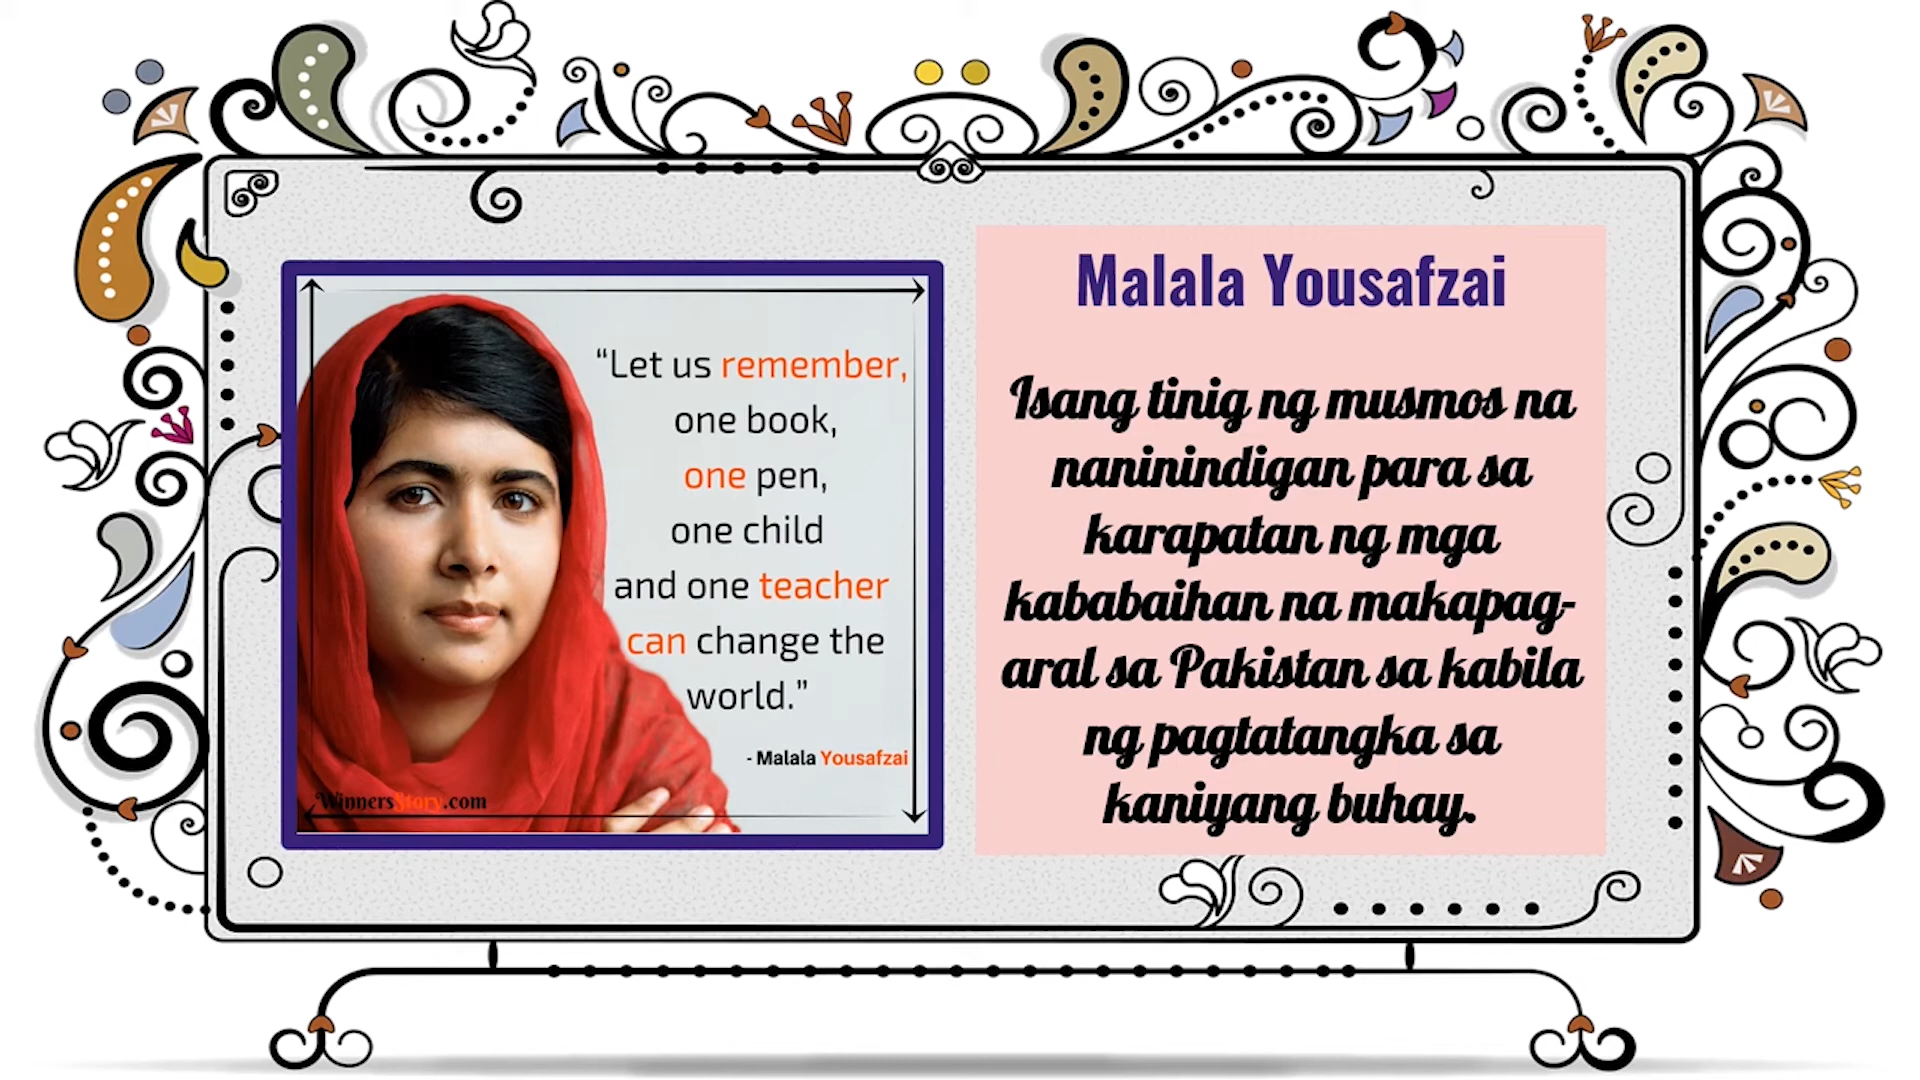 “Let us remember,
one book,
one pen,
one child
and one teacher
can change the
world.”
- Malala Yousafzai
WinnersStory.com
Malala Yousafzai
Isang tinig ng musmos na
naninindigan para sa
karapatan ng mga
kababaihan na makapag-
aral sa Pakistan sa kabila
ng pagtatangka sa
kaniyang buhay.